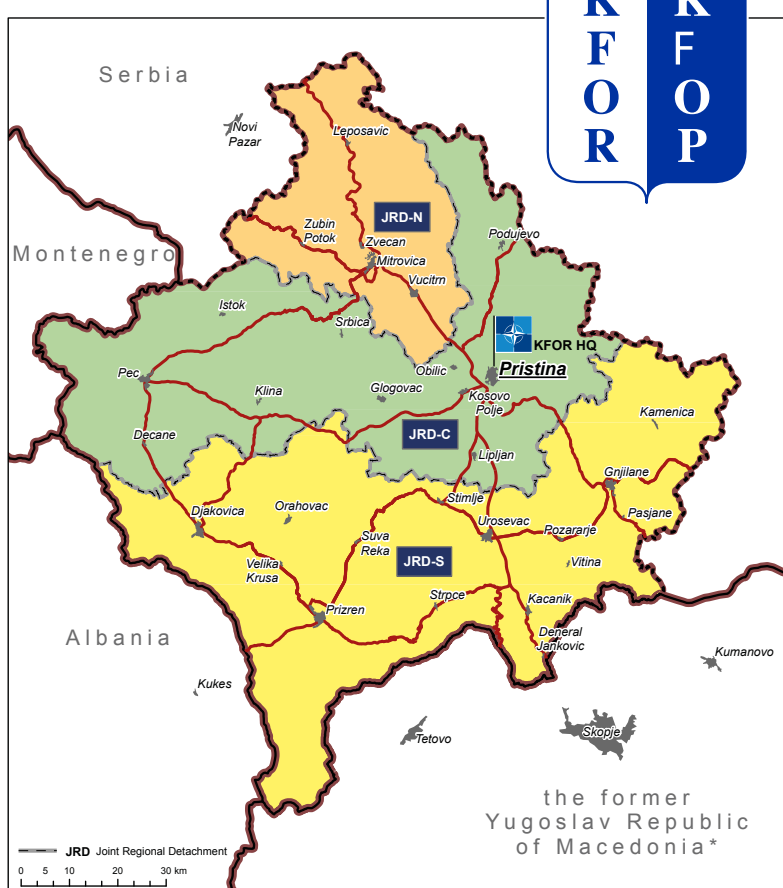 K
F
O
R
K
F
O
P
Serbia
Novi
Pazar
Leposavic
JRD-N
Zubin
Potok
Zvecan
Mitrovica
Podujevo
Montenegro
Vucitrn
Istok
Srbica
KFOR HQ
Obilic
Pristina
Pec
Klina
Glogovac
Kosovo
Polje
Kamenica
Decane
JRD-C
Lipljan
Gnjilane
Stimlje
Djakovica
Orahovac
Urosevac
Pasjane
Pozararje
Suva
Reka
JRD-S
Velika
Krusa
Vitina
Strpce
Kacanik
Prizren
Deneral
Jankovic
Albania
Kumanovo
Kukes
Tetovo
Skopje
the former
Yugoslav Republic
of Macedonia*
JRD Joint Regional Detachment
0 5 10 20 30 km